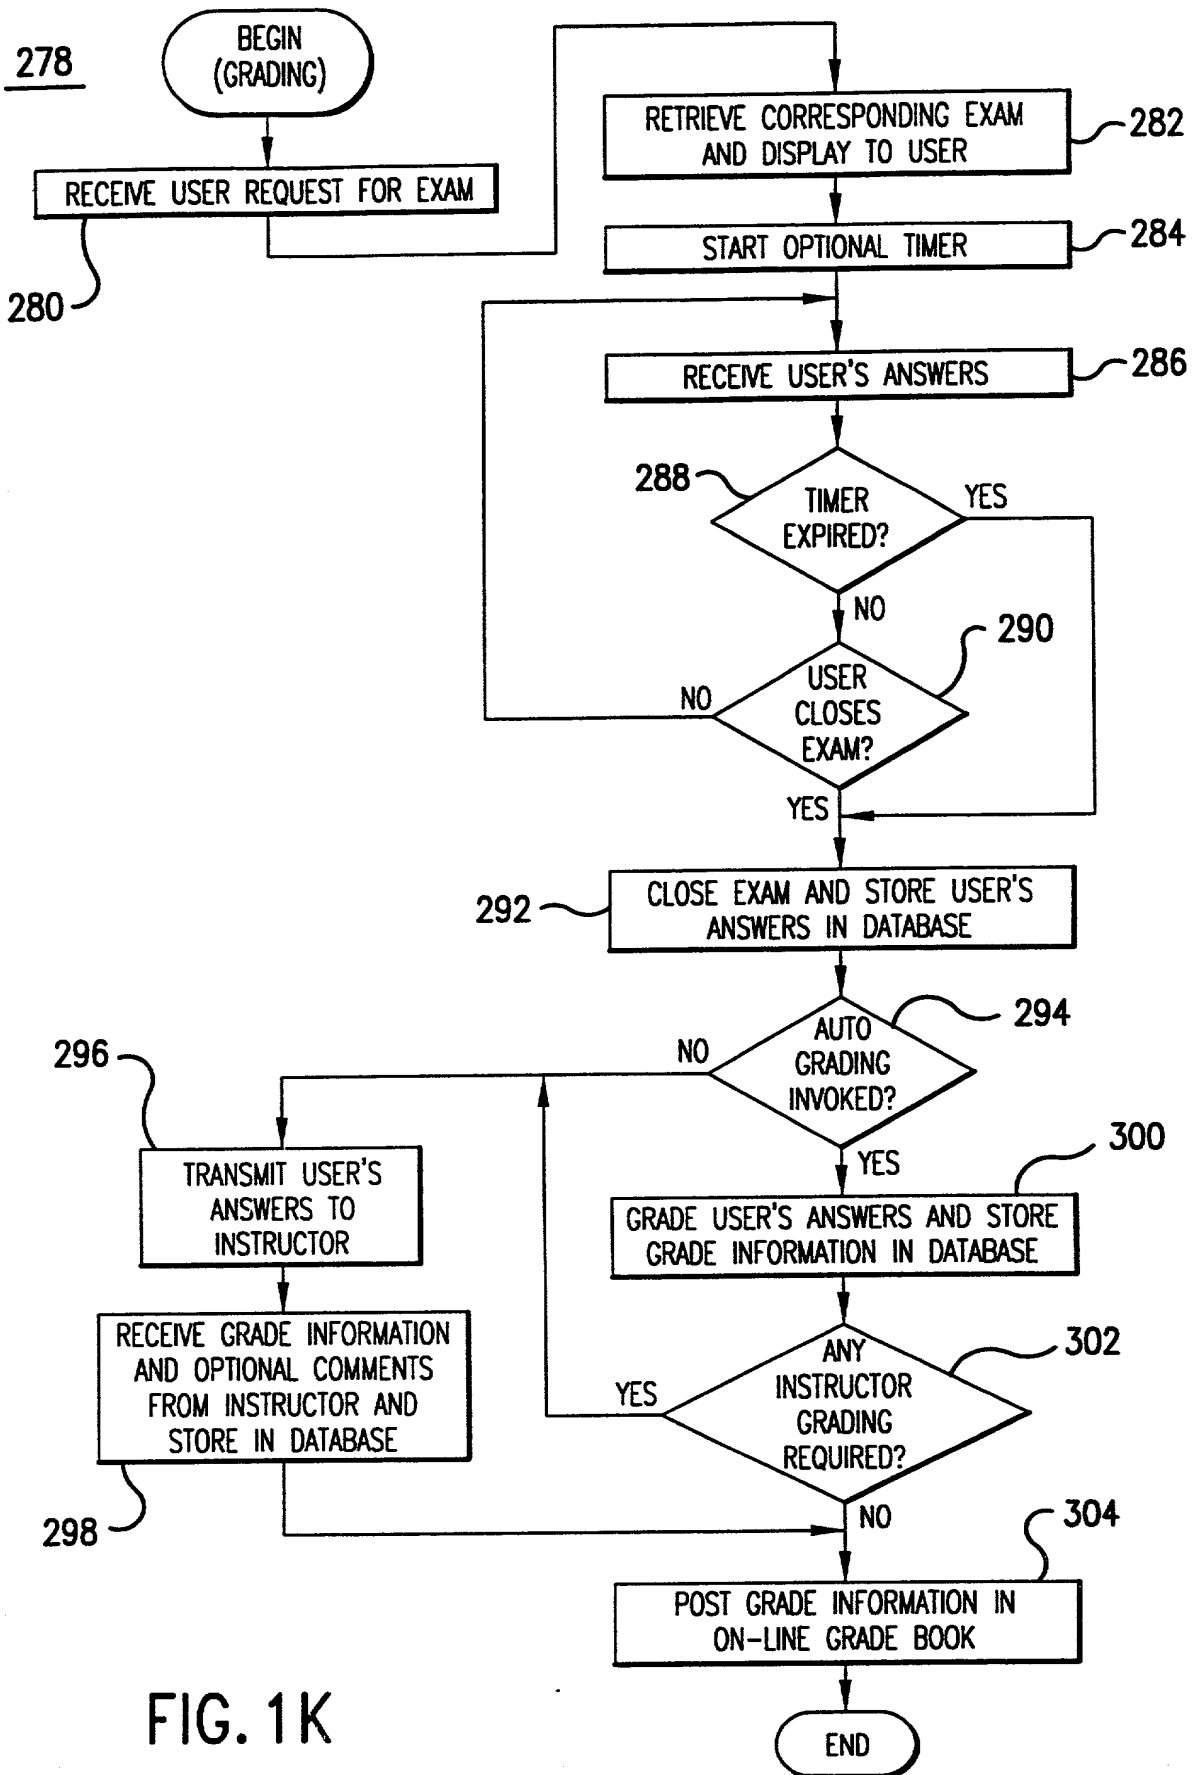 278
BEGIN
(GRADING)
RECEIVE USER REQUEST FOR EXAM
280
RETRIEVE CORRESPONDING EXAM
AND DISPLAY TO USER
282
START OPTIONAL TIMER
284
RECEIVE USER'S ANSWERS
286
288
TIMER
EXPIRED?
YES
NO
290
USER
CLOSES
EXAM?
NO
YES
292
CLOSE EXAM AND STORE USER'S
ANSWERS IN DATABASE
294
AUTO
GRADING
INVOKED?
NO
YES
296
TRANSMIT USER'S
ANSWERS TO
INSTRUCTOR
300
GRADE USER'S ANSWERS AND STORE
GRADE INFORMATION IN DATABASE
RECEIVE GRADE INFORMATION
AND OPTIONAL COMMENTS
FROM INSTRUCTOR AND
STORE IN DATABASE
298
302
ANY
INSTRUCTOR
GRADING
REQUIRED?
YES
NO
304
POST GRADE INFORMATION IN
ON-LINE GRADE BOOK
END
FIG. 1K